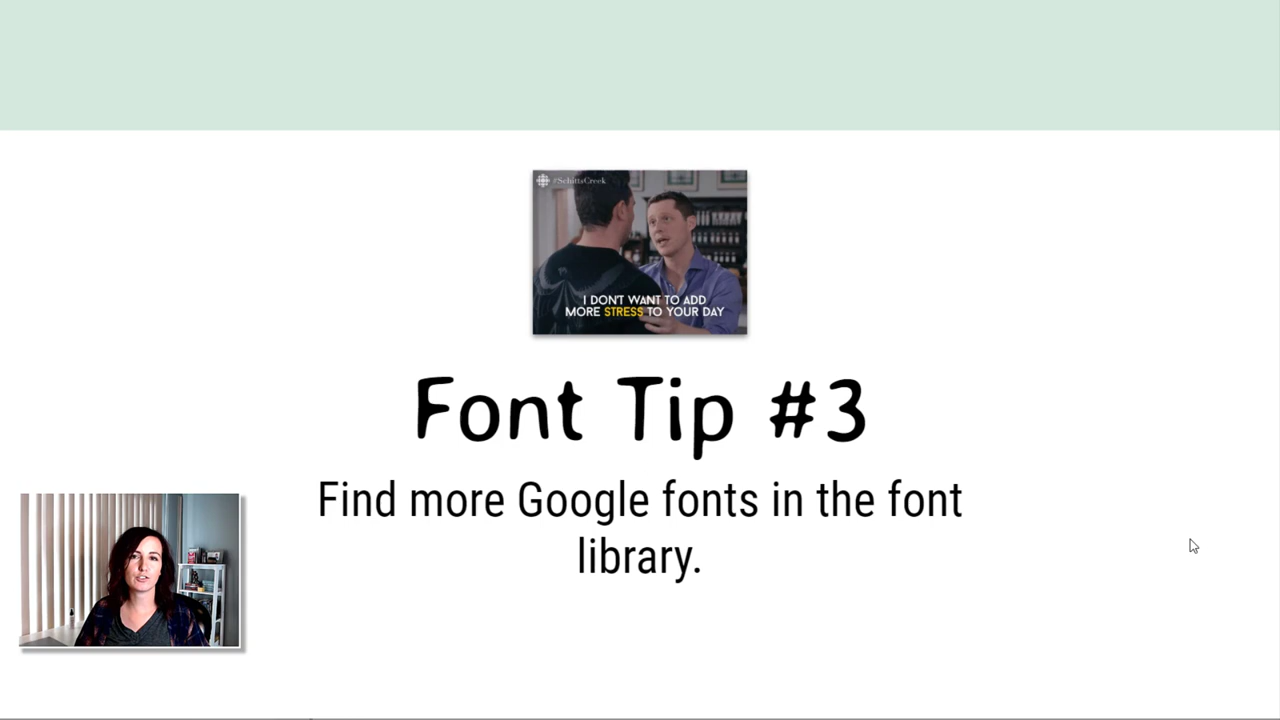 #SchittsCreek
I DON'T WANT TO ADD
MORE STRESS TO YOUR DAY
Font Tip #3
Find more Google fonts in the font
library.